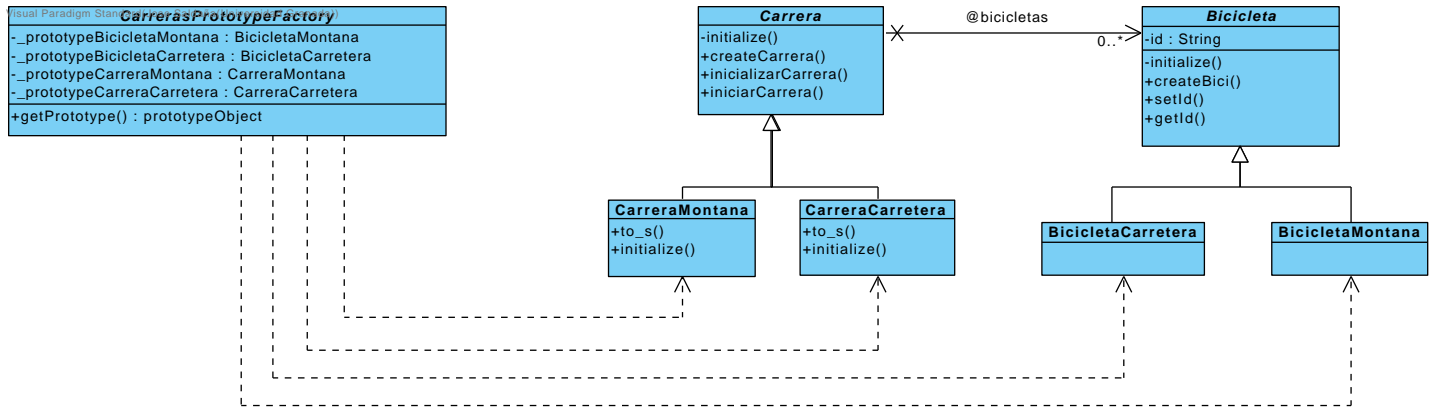 CarrerasPrototypeFactory
-_prototypeBicicletaMontana : BicicletaMontana
-_prototypeBicicletaCarretera : BicicletaCarretera
-_prototypeCarreraMontana : CarreraMontana
-_prototypeCarreraCarretera : CarreraCarretera
+getPrototype() : prototypeObject
Carrera
-initialize()
+createCarrera()
+inicializarCarrera()
+iniciarCarrera()
@bicicletas
0..*
Bicicleta
-id : String
-initialize()
+createBici()
+setId()
+getId()
CarreraMontana
+to_s()
+initialize()
CarreraCarretera
+to_s()
+initialize()
BicicletaCarretera
BicicletaMontana
Visual Paradigm Standard